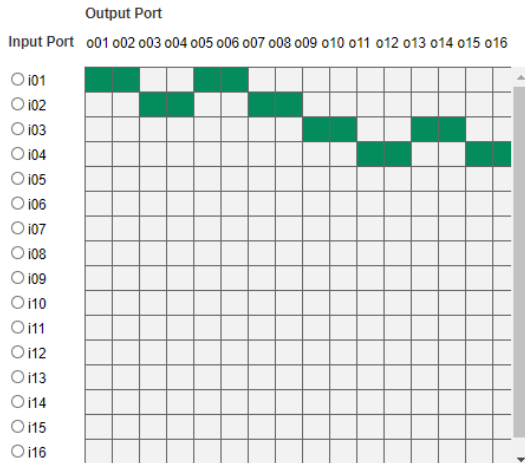 Output Port
Input Port o01 o02 o03 o04 o05 o06 o07 o08 o09 o10 o11 o12 o13 o14 o15 o16
i01
i02
i03
i04
i05
i06
i07
i08
i09
i10
i11
i12
i13
i14
i15
i16